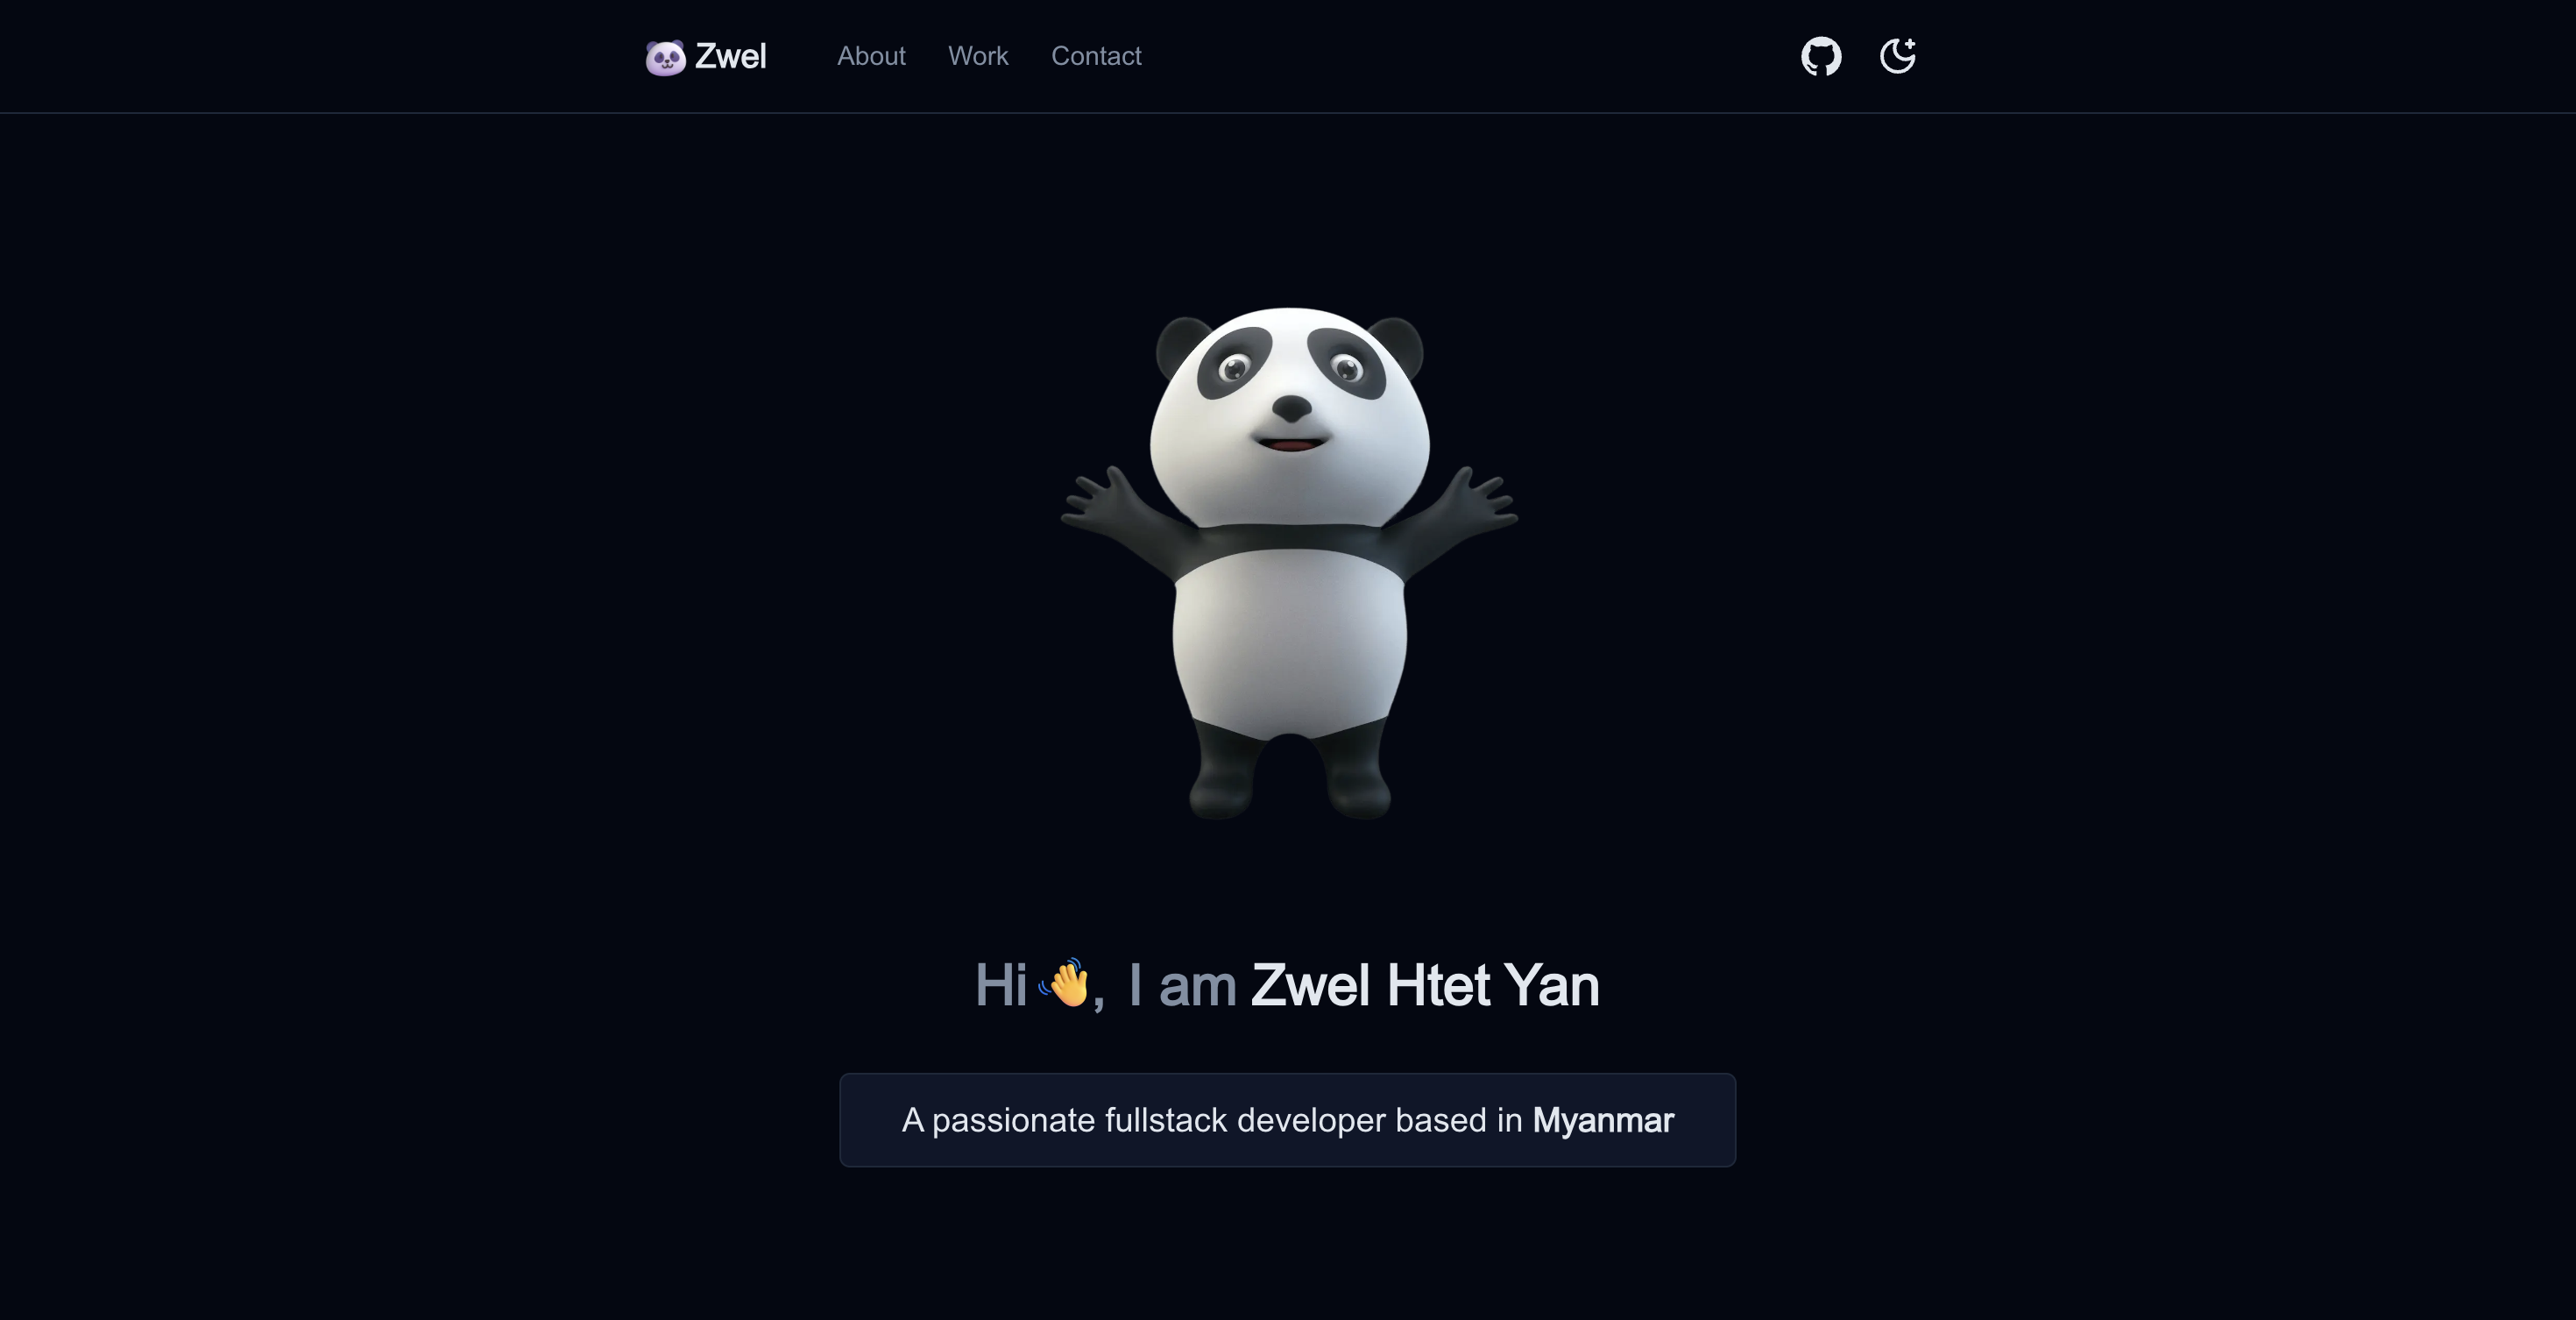 Zwel About Work Contact
Hi 👋, I am Zwel Htet Yan
A passionate fullstack developer based in Myanmar